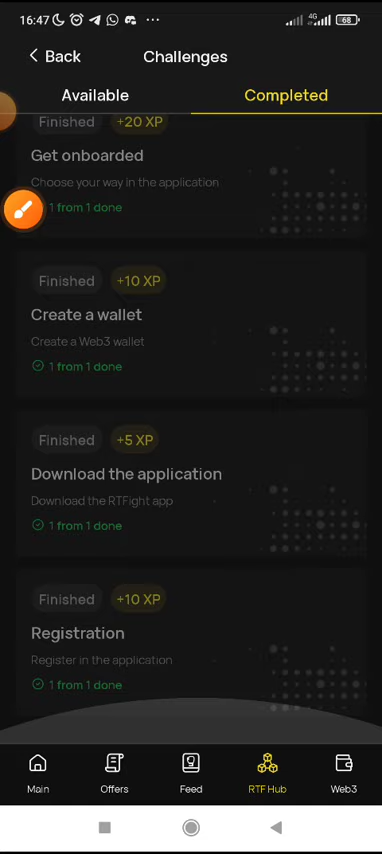 16:47 ... 4G 68
Back Challenges
Available Completed
Finished +20 XP
Get onboarded
Choose your way in the application
1 from 1 done
Finished +10 XP
Create a wallet
Create a Web3 wallet
1 from 1 done
Finished +5 XP
Download the application
Download the RTFight app
1 from 1 done
Finished +10 XP
Registration
Register in the application
1 from 1 done
Main Offers Feed RTF Hub Web3